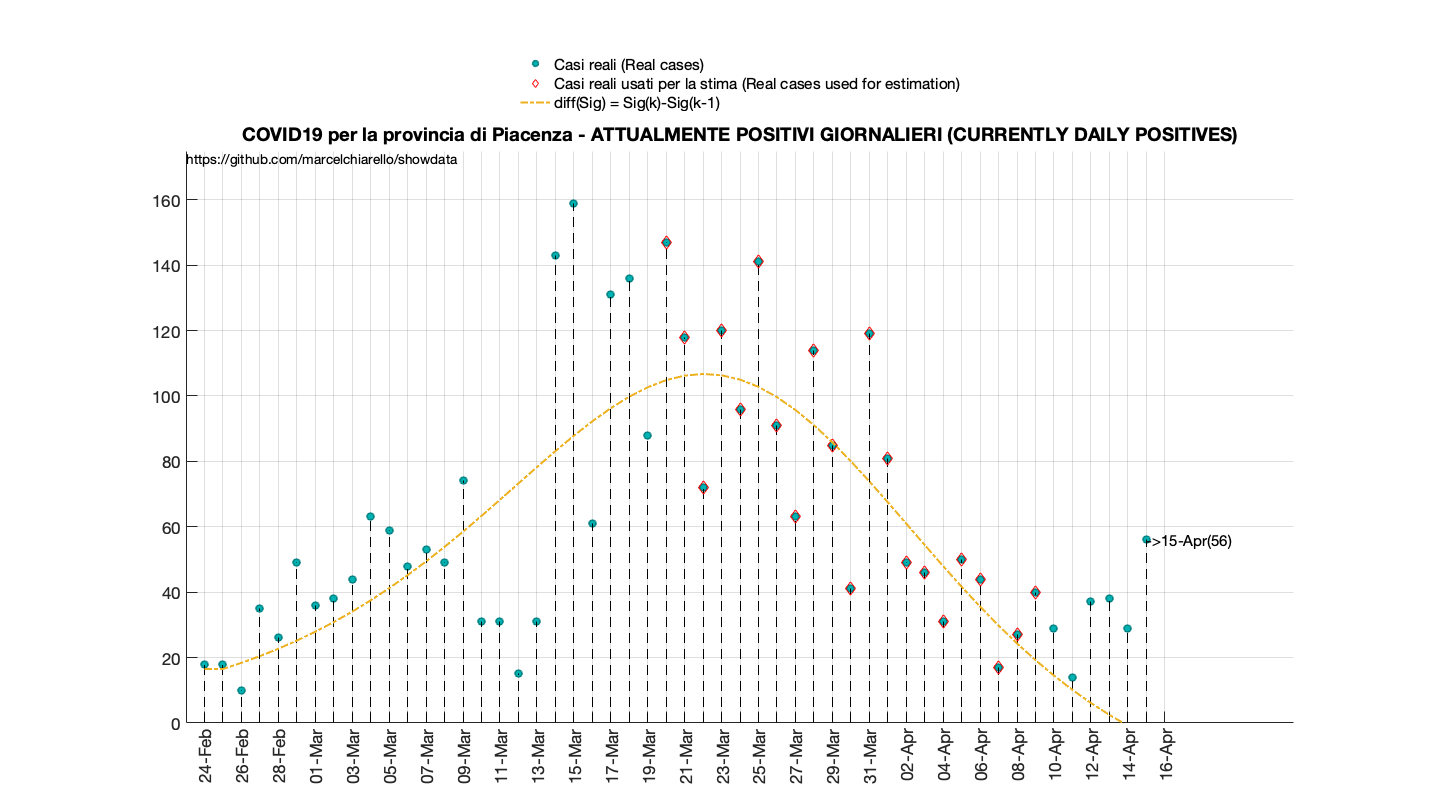 Casi reali (Real cases)
Casi reali usati per la stima (Real cases used for estimation)
diff(Sig) = Sig(k)-Sig(k-1)
COVID19 per la provincia di Piacenza - ATTUALMENTE POSITIVI GIORNALIERI (CURRENTLY DAILY POSITIVES)
https://github.com/marcelchiarello/showdata
160
140
120
100
80
60
40
20
0
->15-Apr(56)
24-Feb
26-Feb
28-Feb
01-Mar
03-Mar
05-Mar
07-Mar
09-Mar
11-Mar
13-Mar
15-Mar
17-Mar
19-Mar
21-Mar
23-Mar
25-Mar
27-Mar
29-Mar
31-Mar
02-Apr
04-Apr
06-Apr
08-Apr
10-Apr
12-Apr
14-Apr
16-Apr